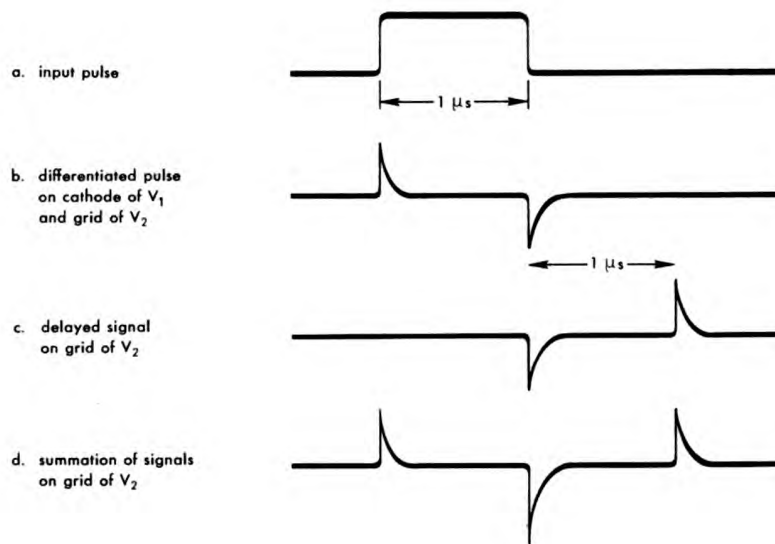 a. input pulse
1 μs
b. differentiated pulse
on cathode of V1
and grid of V2
1 μs
c. delayed signal
on grid of V2
d. summation of signals
on grid of V2